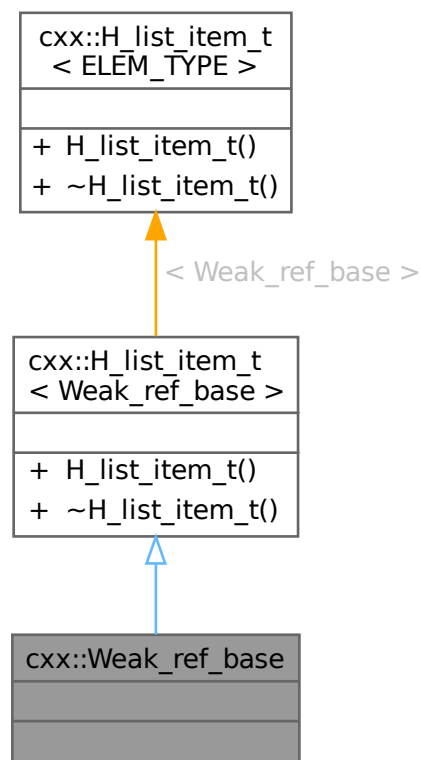 cxx::H_list_item_t
< ELEM_TYPE >
+ H_list_item_t()
+ ~H_list_item_t()
< Weak_ref_base >
cxx::H_list_item_t
< Weak_ref_base >
+ H_list_item_t()
+ ~H_list_item_t()
cxx::Weak_ref_base